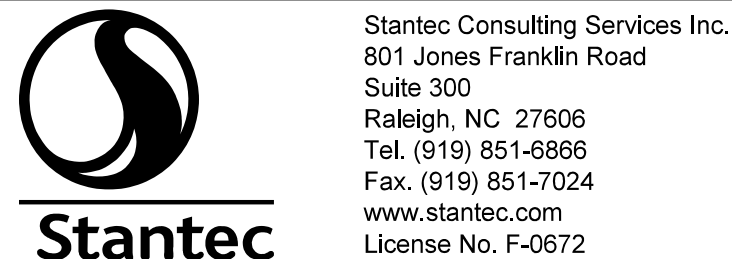 Stantec
Stantec Consulting Services Inc.
801 Jones Franklin Road
Suite 300
Raleigh, NC  27606
Tel. (919) 851-6866
Fax. (919) 851-7024
www.stantec.com
License No. F-0672